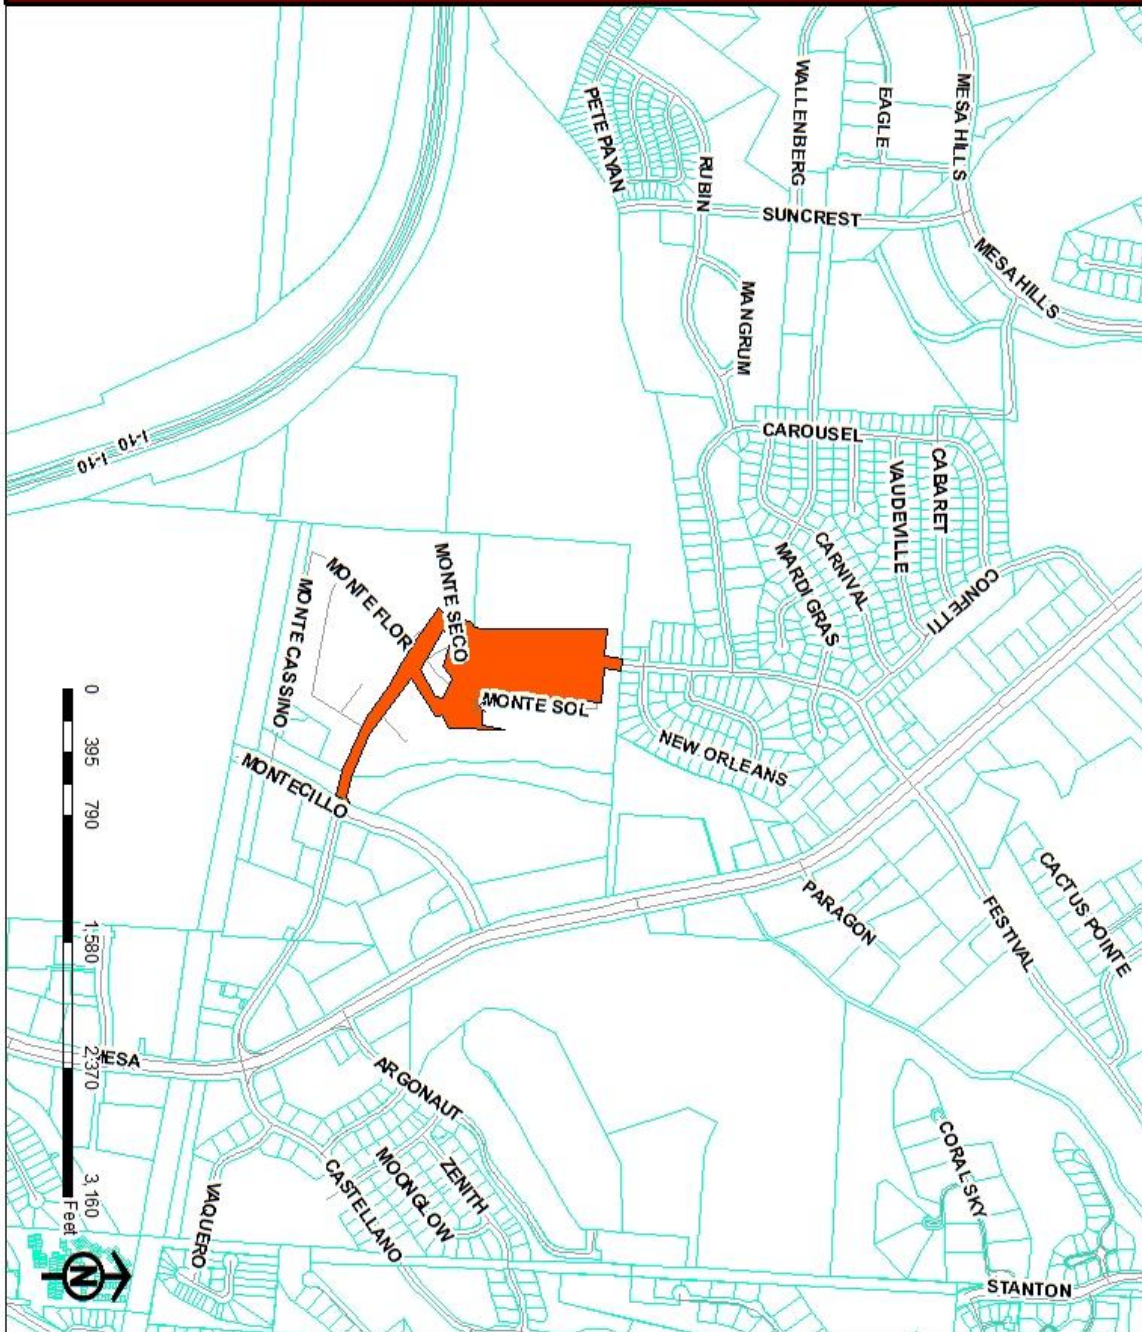 WALLENBERG
EAGLE
MESA HILLS
PETE PAYAN
RUBIN
SUNCREST
MESA HILLS
MANGRUM
CAROUSEL
CABARET
VAUDEVILLE
I-10
I-10
CARNIVAL
MARDI GRAS
CONFETTI
MONTE SECO
MONTE FLOR
MONTE CASSINO
MONTE SOL
NEW ORLEANS
MONTECILLO
PARAGON
FESTIVAL
CACTUS POINTE
MESA
ARGONAUT
ZENITH
MOONGLOW
CASTELLANO
VAQUERO
CORAL SKY
STANTON
0 395 790 1,580 2,370 3,160
Feet
N